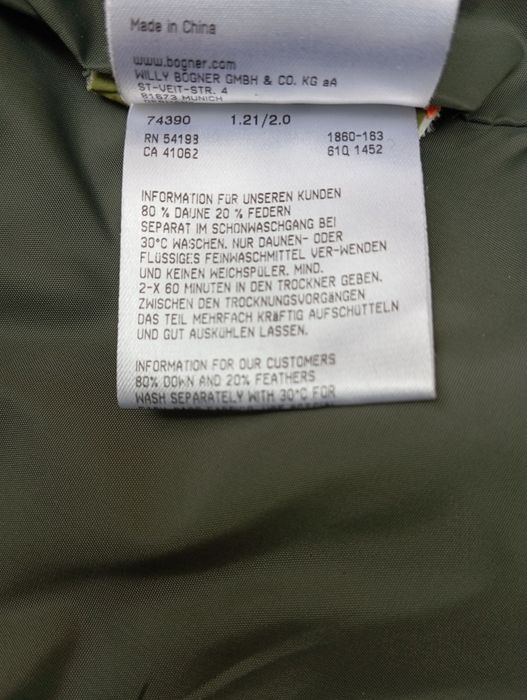 Made in China
www.bogner.com
WILLY BOGNER GMBH & CO. KG aA
ST-VEIT-STR. 4
81673 MUNICH
74390 1.21/2.0
RN 54193 1860-163
CA 41062 61Q 1452
INFORMATION FÜR UNSEREN KUNDEN
80 % DAUNE 20 % FEDERN
SEPARAT IM SCHONWASCHGANG BEI
30°C WASCHEN. NUR DAUNEN- ODER
FLÜSSIGES FEINWASCHMITTEL VER-WENDEN
UND KEINEN WEICHSPÜLER. MIND.
2-X 60 MINUTEN IN DEN TROCKNER GEBEN.
ZWISCHEN DEN TROCKNUNGSVORGÄNGEN
DAS TEIL MEHRFACH KRÄFTIG AUFSCHÜTTELN
UND GUT AUSKÜHLEN LASSEN.
INFORMATION FOR OUR CUSTOMERS
80% DOWN AND 20% FEATHERS
WASH SEPARATELY WITH 30°C FOR